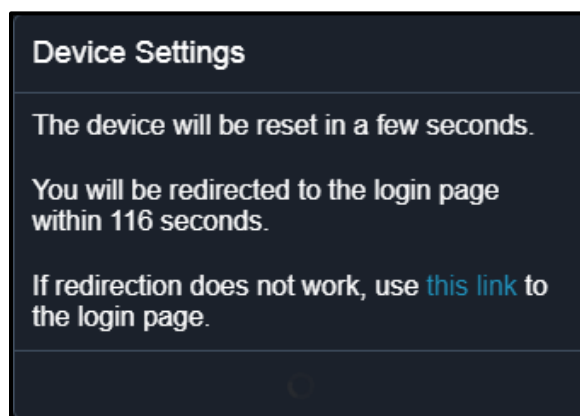 Device Settings
The device will be reset in a few seconds.
You will be redirected to the login page
within 116 seconds.
If redirection does not work, use this link to
the login page.